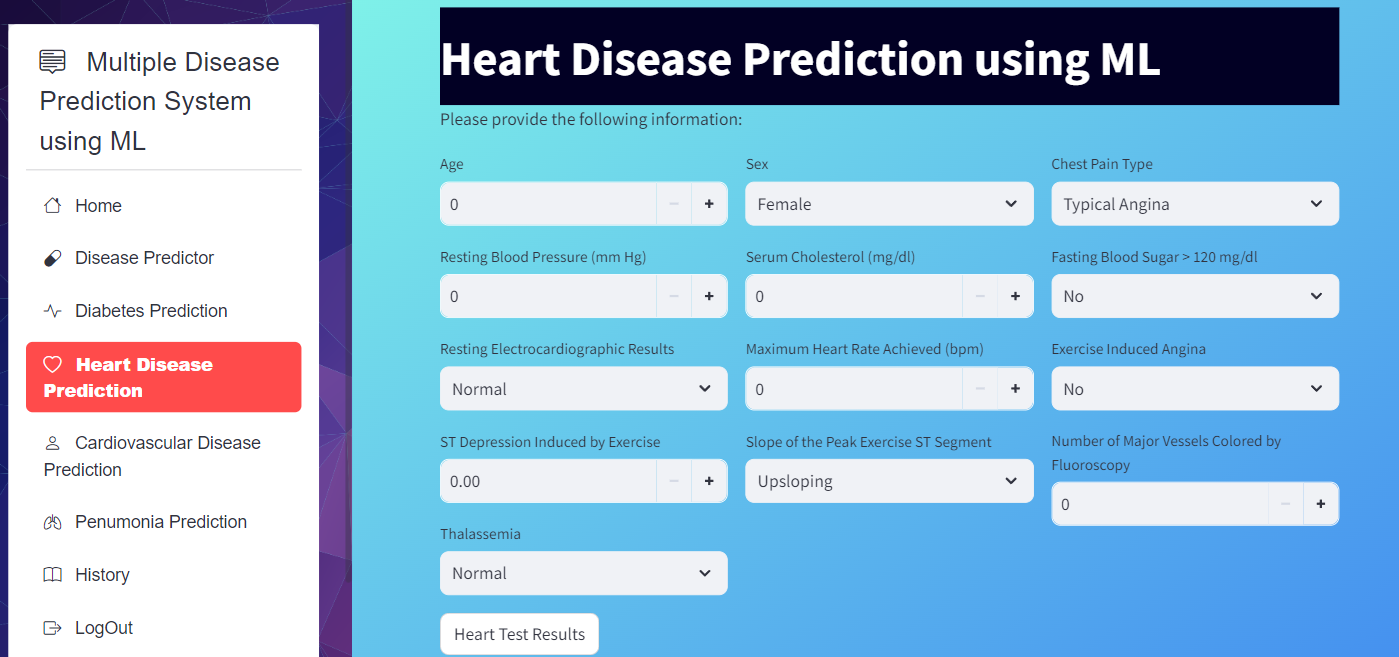 Multiple Disease
Prediction System
using ML
Home
Disease Predictor
Diabetes Prediction
Heart Disease
Prediction
Cardiovascular Disease
Prediction
Penumonia Prediction
History
LogOut
Heart Disease Prediction using ML
Please provide the following information:
Age Sex Chest Pain Type
0 − + Female Typical Angina
Resting Blood Pressure (mm Hg) Serum Cholesterol (mg/dl) Fasting Blood Sugar > 120 mg/dl
0 − + 0 − + No
Resting Electrocardiographic Results Maximum Heart Rate Achieved (bpm) Exercise Induced Angina
Normal 0 − + No
ST Depression Induced by Exercise Slope of the Peak Exercise ST Segment Number of Major Vessels Colored by
Fluoroscopy
0.00 − + Upsloping 0 − +
Thalassemia
Normal
Heart Test Results